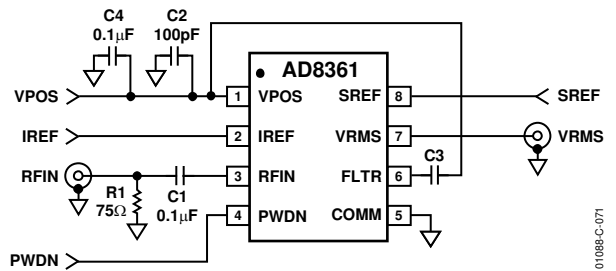 C4
0.1µF
C2
100pF
AD8361
VPOS
1 VPOS
SREF 8
SREF
IREF
2 IREF
VRMS 7
VRMS
C3
RFIN
3 RFIN
FLTR 6
R1
75Ω
C1
0.1µF
4 PWDN
COMM 5
PWDN
01088-C-071